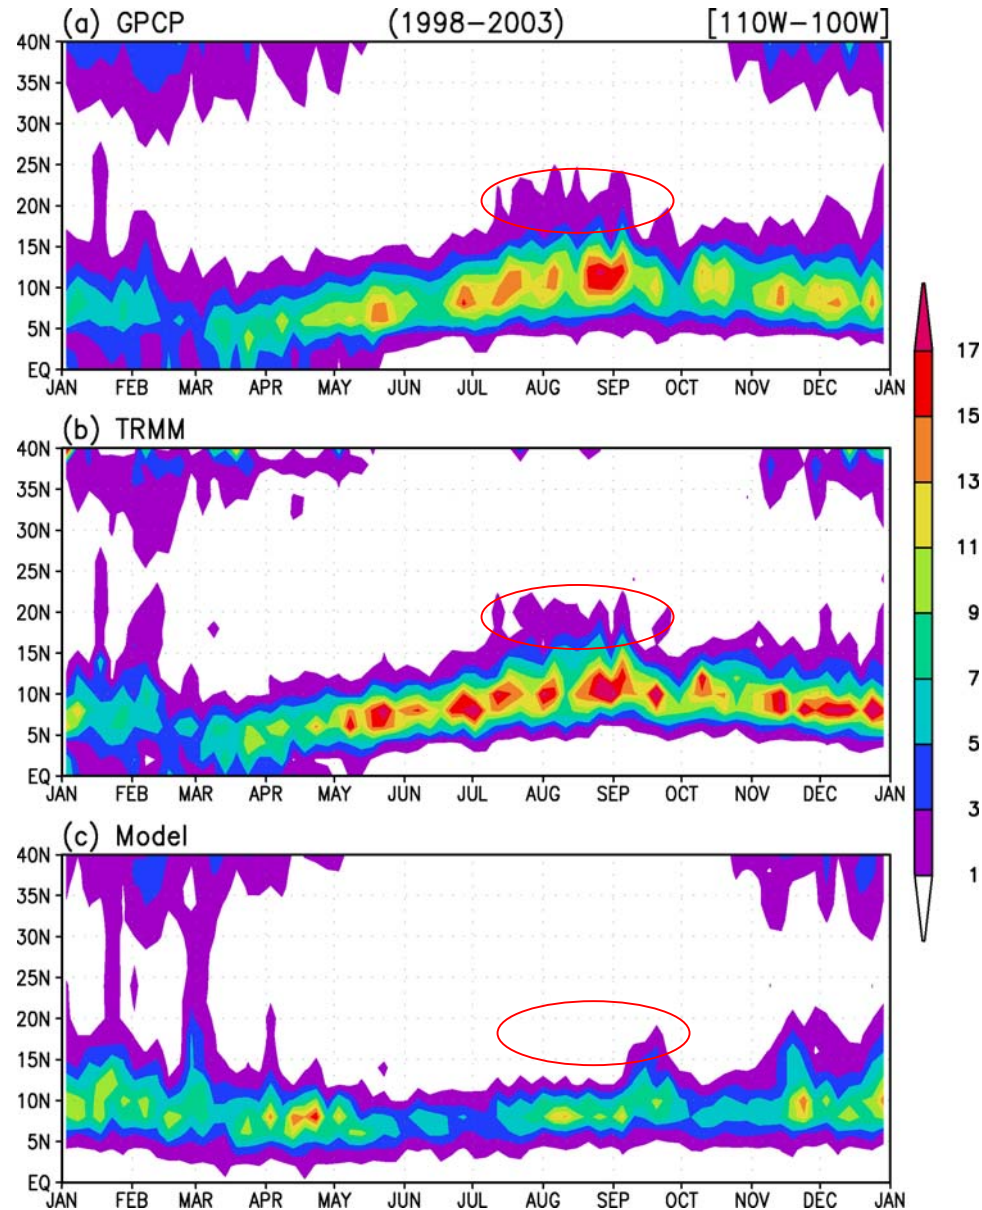 (a) GPCP (1998-2003) [110W-100W]
40N
35N
30N
25N
20N
15N
10N
5N
EQ
JAN FEB MAR APR MAY JUN JUL AUG SEP OCT NOV DEC JAN
(b) TRMM
40N
35N
30N
25N
20N
15N
10N
5N
EQ
JAN FEB MAR APR MAY JUN JUL AUG SEP OCT NOV DEC JAN
(c) Model
40N
35N
30N
25N
20N
15N
10N
5N
EQ
JAN FEB MAR APR MAY JUN JUL AUG SEP OCT NOV DEC JAN
17
15
13
11
9
7
5
3
1